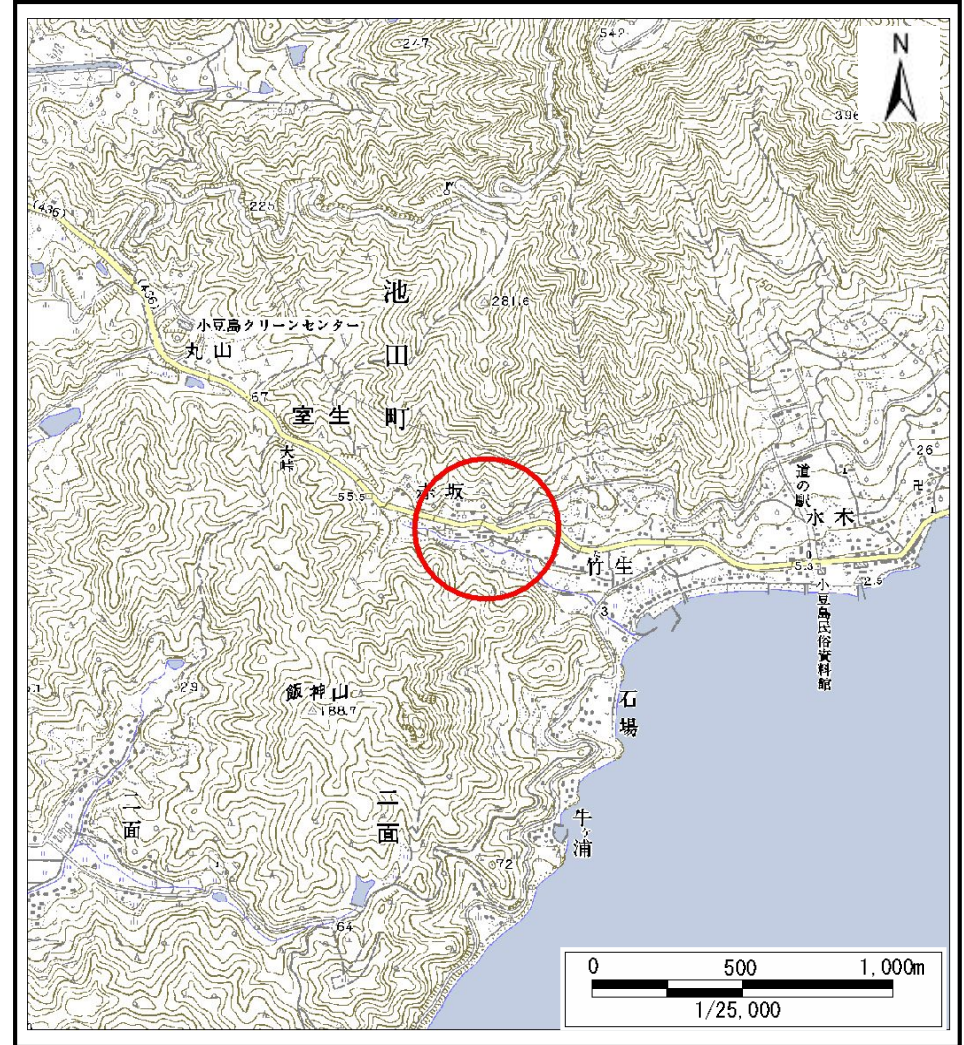 542
247
N
396
(436)
225
池田町
281.6
小豆島クリーンセンター
丸山
(436)
67
室生
大峠
26
道の駅
水木
赤坂
55.5
竹生
5.3
2.5
3
小豆島民俗資料館
29
飯神山
188.7
石場
二面
二面
牛ヶ浦
72
64
0 500 1,000m
1/25,000